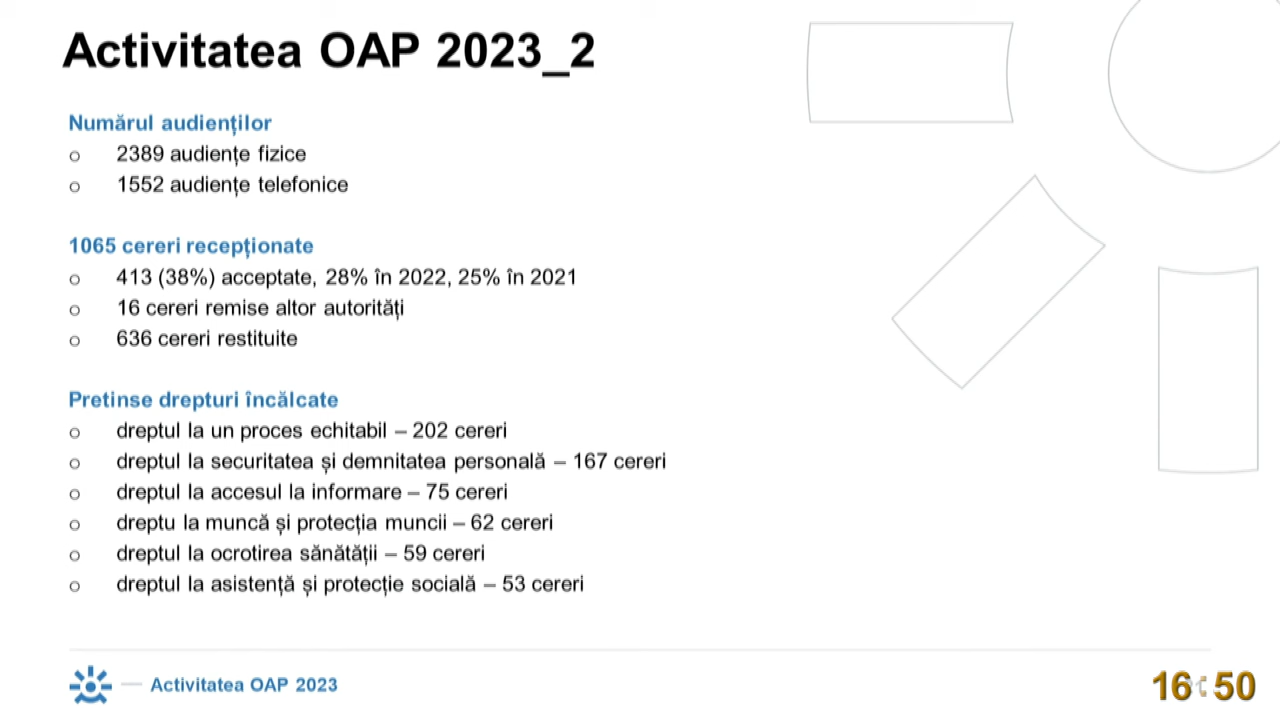 Activitatea OAP 2023_2
Numărul audienților
o 2389 audiențe fizice
o 1552 audiențe telefonice
1065 cereri recepționate
o 413 (38%) acceptate, 28% în 2022, 25% în 2021
o 16 cereri remise altor autorități
o 636 cereri restituite
Pretinse drepturi încălcate
o dreptul la un proces echitabil – 202 cereri
o dreptul la securitatea și demnitatea personală – 167 cereri
o dreptul la accesul la informare – 75 cereri
o dreptu la muncă și protecția muncii – 62 cereri
o dreptul la ocrotirea sănătății – 59 cereri
o dreptul la asistență și protecție socială – 53 cereri
Activitatea OAP 2023
16:50